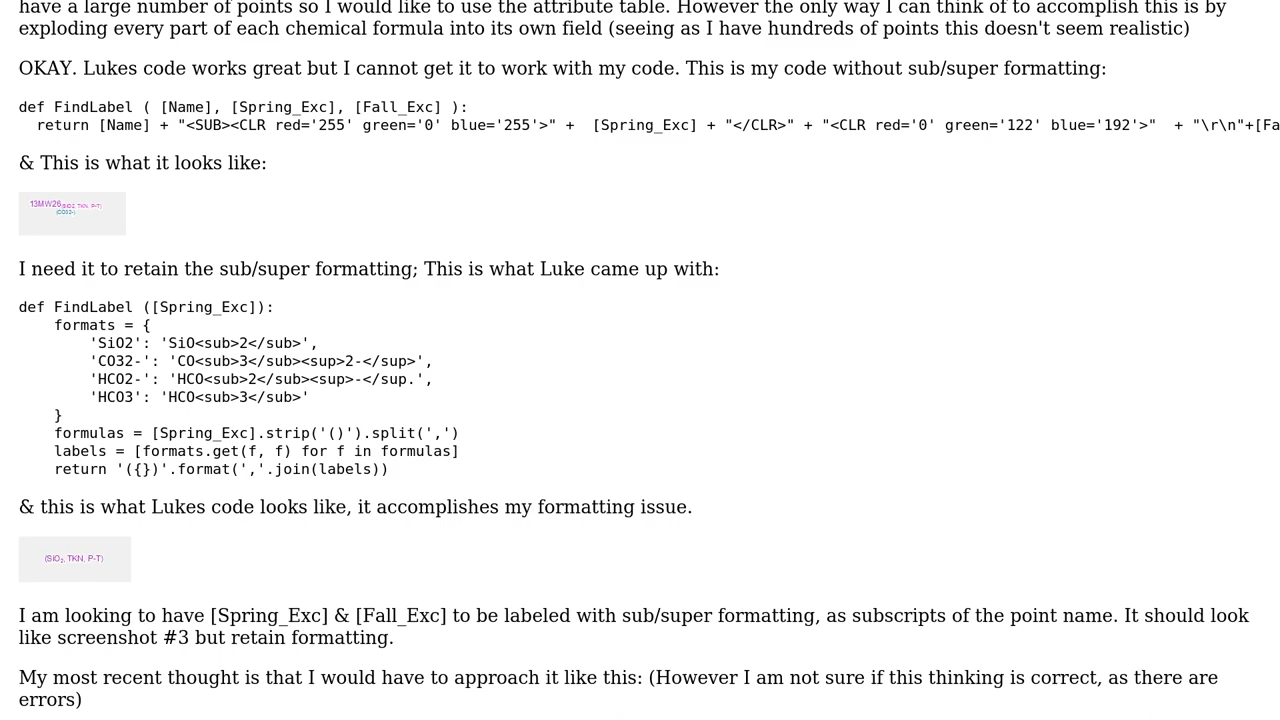 have a large number of points so I would like to use the attribute table. However the only way I can think of to accomplish this is by
exploding every part of each chemical formula into its own field (seeing as I have hundreds of points this doesn't seem realistic)
OKAY. Lukes code works great but I cannot get it to work with my code. This is my code without sub/super formatting:
def FindLabel ( [Name], [Spring_Exc], [Fall_Exc] ):
  return [Name] + "<SUB><CLR red='255' green='0' blue='255'>" +  [Spring_Exc] + "</CLR>" + "<CLR red='0' green='122' blue='192'>"  + "\r\n"+[Fa
& This is what it looks like:
13MW26(SiO2, TKN, P-T)
(CO32-)
I need it to retain the sub/super formatting; This is what Luke came up with:
def FindLabel ([Spring_Exc]):
    formats = {
        'SiO2': 'SiO<sub>2</sub>',
        'CO32-': 'CO<sub>3</sub><sup>2-</sup>',
        'HCO2-': 'HCO<sub>2</sub><sup>-</sup.',
        'HCO3': 'HCO<sub>3</sub>'
    }
    formulas = [Spring_Exc].strip('()').split(',')
    labels = [formats.get(f, f) for f in formulas]
    return '({})'.format(','.join(labels))
& this is what Lukes code looks like, it accomplishes my formatting issue.
(SiO₂, TKN, P-T)
I am looking to have [Spring_Exc] & [Fall_Exc] to be labeled with sub/super formatting, as subscripts of the point name. It should look
like screenshot #3 but retain formatting.
My most recent thought is that I would have to approach it like this: (However I am not sure if this thinking is correct, as there are
errors)